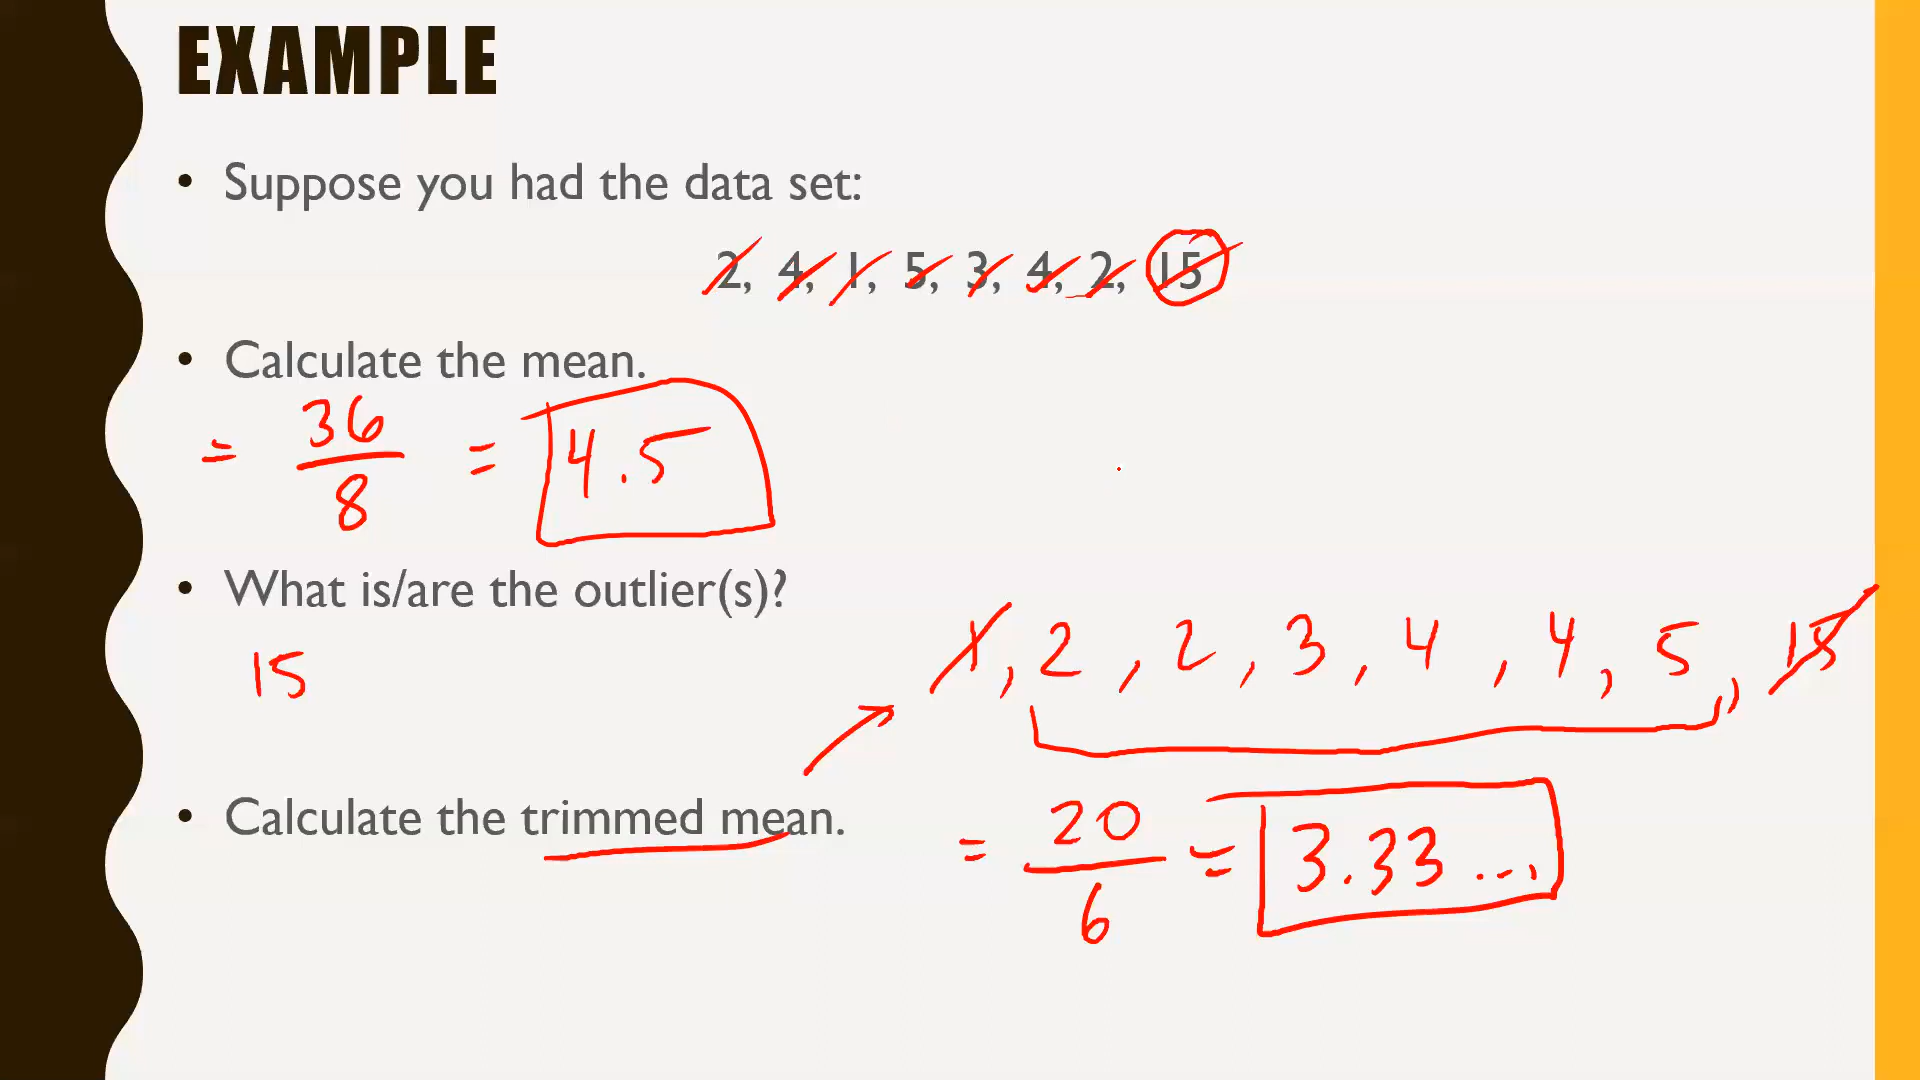 EXAMPLE
• Suppose you had the data set:
2, 4, 1, 5, 3, 4, 2, 15
• Calculate the mean.
= 36/8 = 4.5
• What is/are the outlier(s)?
15
1, 2, 2, 3, 4, 4, 5, 15
• Calculate the trimmed mean.
= 20/6 = 3.33...